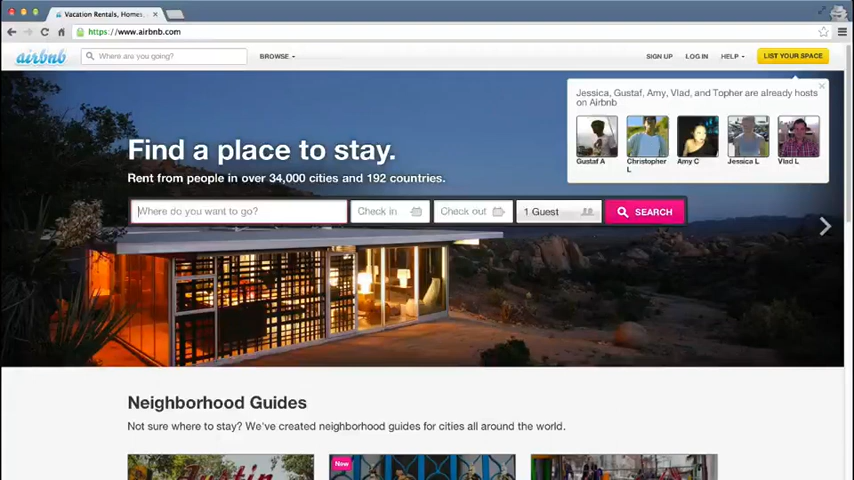 Vacation Rentals, Homes,
https://www.airbnb.com
airbnb
Where are you going?
BROWSE
SIGN UP
LOG IN
HELP
LIST YOUR SPACE
Jessica, Gustaf, Amy, Vlad, and Topher are already hosts
on Airbnb
Gustaf A
Christopher
L
Amy C
Jessica L
Vlad L
Find a place to stay.
Rent from people in over 34,000 cities and 192 countries.
Where do you want to go?
Check in
Check out
1 Guest
SEARCH
Neighborhood Guides
Not sure where to stay? We've created neighborhood guides for cities all around the world.
Austin
New